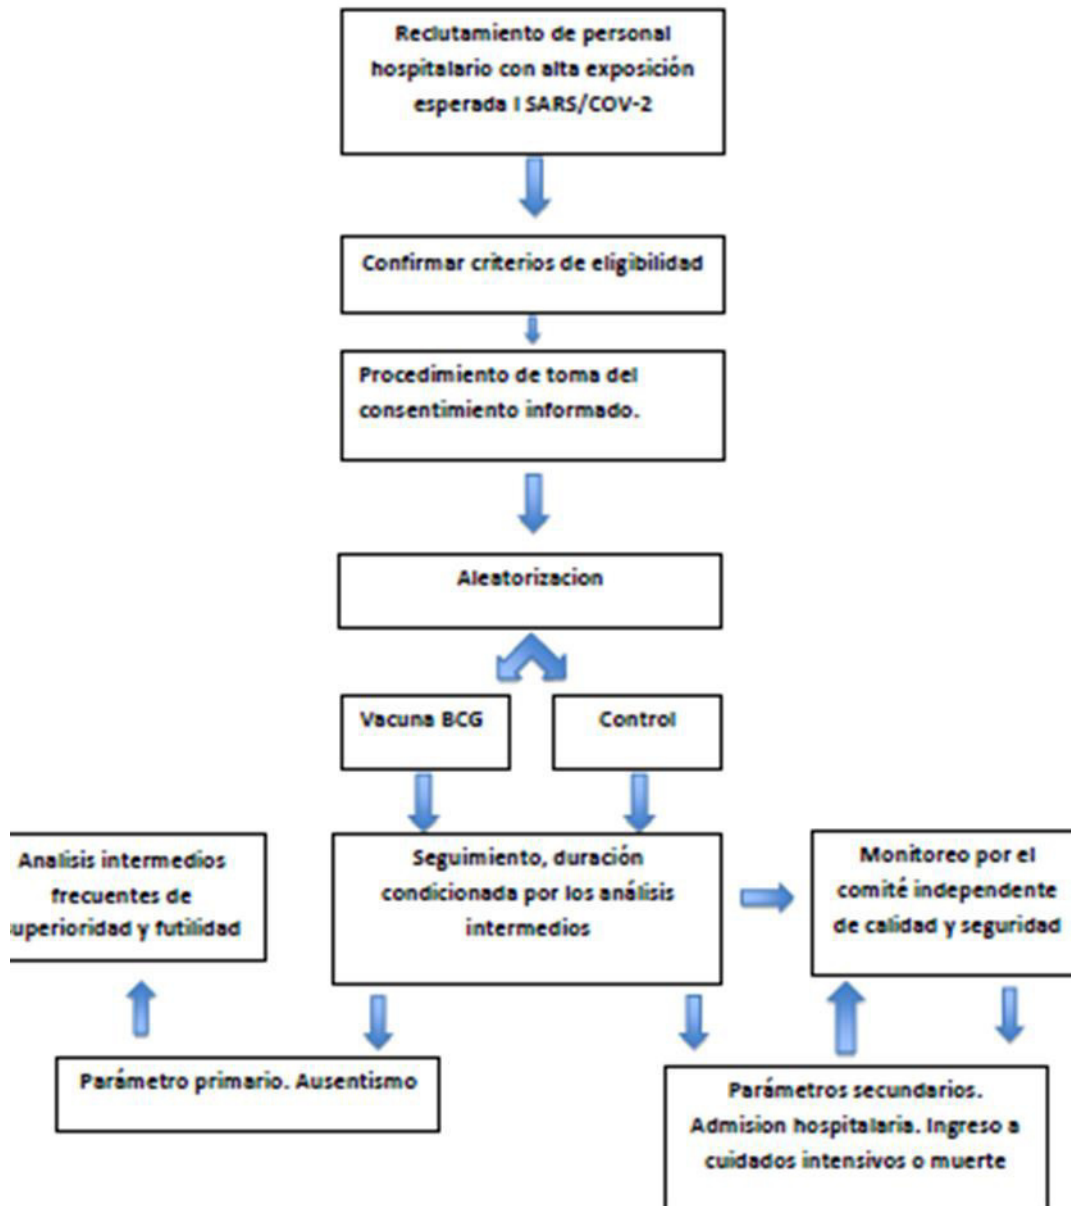 Reclutamiento de personal
hospitalario con alta exposición
esperada I SARS/COV-2
Confirmar criterios de eligibilidad
Procedimiento de toma del
consentimiento informado.
Aleatorizacion
Vacuna BCG
Control
Analisis intermedios
frecuentes de
uperioridad y futilidad
Seguimiento, duración
condicionada por los análisis
intermedios
Monitoreo por el
comité independente
de calidad y seguridad
Parámetro primario. Ausentismo
Parámetros secundarios.
Admision hospitalaria. Ingreso a
cuidados intensivos o muerte